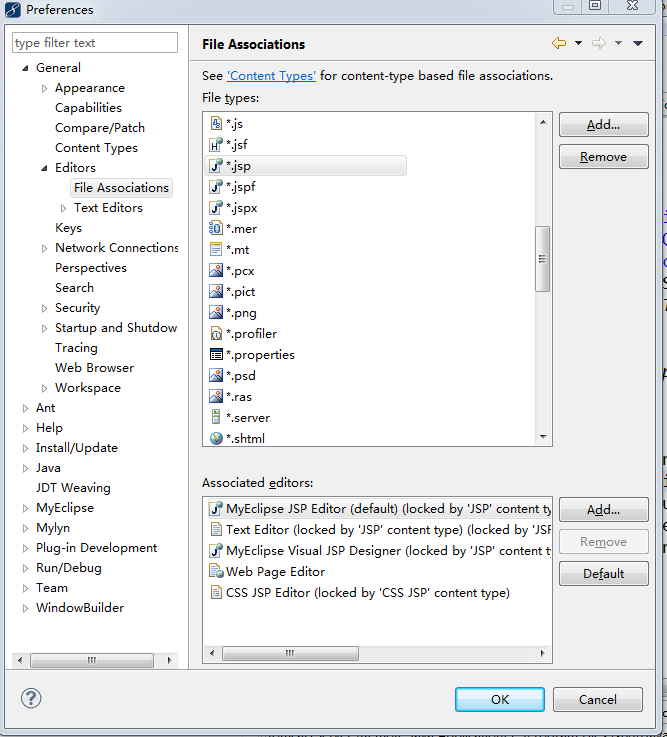 Preferences
type filter text
General
Appearance
Capabilities
Compare/Patch
Content Types
Editors
File Associations
Text Editors
Keys
Network Connections
Perspectives
Search
Security
Startup and Shutdow
Tracing
Web Browser
Workspace
Ant
Help
Install/Update
Java
JDT Weaving
MyEclipse
Mylyn
Plug-in Development
Run/Debug
Team
WindowBuilder
File Associations
See 'Content Types' for content-type based file associations.
File types:
*.js
*.jsf
*.jsp
*.jspf
*.jspx
*.mer
*.mt
*.pcx
*.pict
*.png
*.profiler
*.properties
*.psd
*.ras
*.server
*.shtml
Add...
Remove
Associated editors:
MyEclipse JSP Editor (default) (locked by 'JSP' content ty
Text Editor (locked by 'JSP' content type) (locked by 'JSF
MyEclipse Visual JSP Designer (locked by 'JSP' content t
Web Page Editor
CSS JSP Editor (locked by 'CSS JSP' content type)
Add...
Remove
Default
OK
Cancel